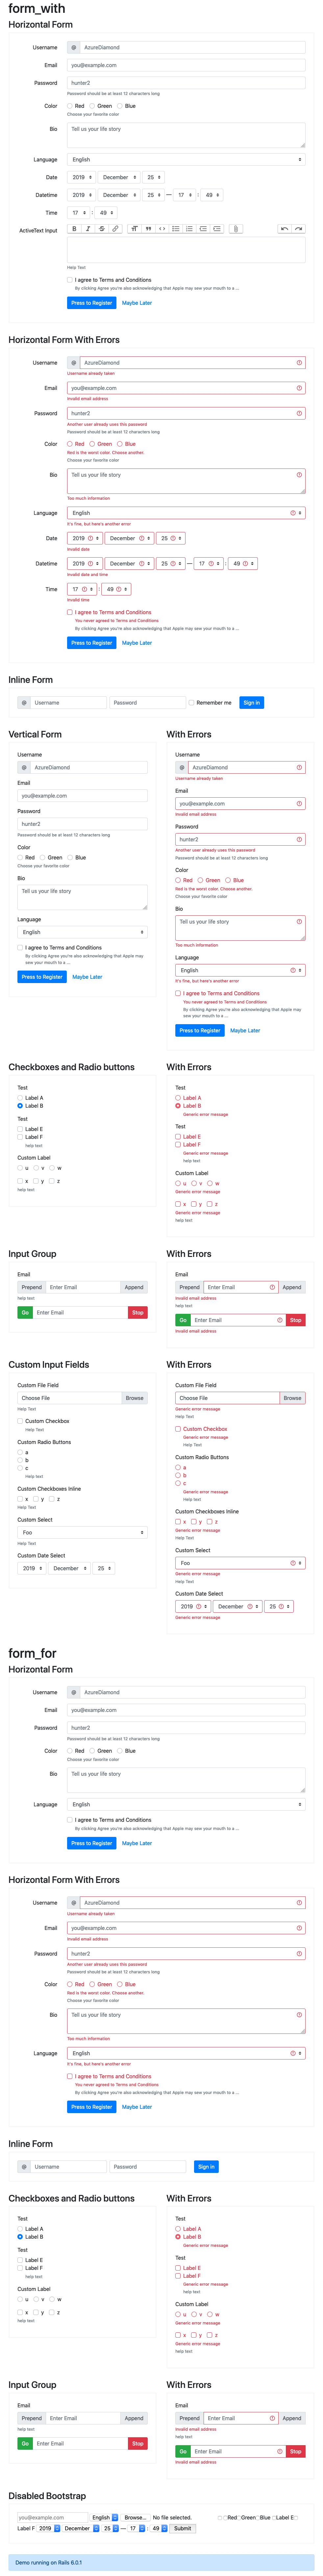 form_with
Horizontal Form
Username @ AzureDiamond
Email you@example.com
Password hunter2
Password should be at least 12 characters long
Color Red Green Blue
Choose your favorite color
Bio Tell us your life story
Language English
Date 2019 December 25
Datetime 2019 December 25 — 17 : 49
Time 17 : 49
ActiveText Input
Help Text
I agree to Terms and Conditions
By clicking Agree you're also acknowledging that Apple may sew your mouth to a ...
Press to Register Maybe Later
Horizontal Form With Errors
Username @ AzureDiamond
Username already taken
Email you@example.com
Invalid email address
Password hunter2
Another user already uses this password
Password should be at least 12 characters long
Color Red Green Blue
Red is the worst color. Choose another.
Choose your favorite color
Bio Tell us your life story
Too much information
Language English
It's fine, but here's another error
Date 2019 December 25
Invalid date
Datetime 2019 December 25 — 17 : 49
Invalid date and time
Time 17 : 49
Invalid time
I agree to Terms and Conditions
You never agreed to Terms and Conditions
By clicking Agree you're also acknowledging that Apple may sew your mouth to a ...
Press to Register Maybe Later
Inline Form
@ Username Password Remember me Sign in
Vertical Form
Username
@ AzureDiamond
Email
you@example.com
Password
hunter2
Password should be at least 12 characters long
Color
Red Green Blue
Choose your favorite color
Bio
Tell us your life story
Language
English
I agree to Terms and Conditions
By clicking Agree you're also acknowledging that Apple may
sew your mouth to a ...
Press to Register Maybe Later
With Errors
Username
@ AzureDiamond
Username already taken
Email
you@example.com
Invalid email address
Password
hunter2
Another user already uses this password
Password should be at least 12 characters long
Color
Red Green Blue
Red is the worst color. Choose another.
Choose your favorite color
Bio
Tell us your life story
Too much information
Language
English
It's fine, but here's another error
I agree to Terms and Conditions
You never agreed to Terms and Conditions
By clicking Agree you're also acknowledging that Apple may
sew your mouth to a ...
Press to Register Maybe Later
Checkboxes and Radio buttons
Test
Label A
Label B
Test
Label E
Label F
help text
Custom Label
u v w
x y z
help text
With Errors
Test
Label A
Label B
Generic error message
Test
Label E
Label F
Generic error message
help text
Custom Label
u v w
Generic error message
x y z
Generic error message
help text
Input Group
Email
Prepend Enter Email Append
help text
Go Enter Email Stop
With Errors
Email
Prepend Enter Email Append
Invalid email address
help text
Go Enter Email Stop
Invalid email address
Custom Input Fields
Custom File Field
Choose File Browse
Help Text
Custom Checkbox
Help Text
Custom Radio Buttons
a
b
c
Help text
Custom Checkboxes Inline
x y z
Help Text
Custom Select
Foo
Help Text
Custom Date Select
2019 December 25
With Errors
Custom File Field
Choose File Browse
Generic error message
Help Text
Custom Checkbox
Generic error message
Help Text
Custom Radio Buttons
a
b
c
Generic error message
Help text
Custom Checkboxes Inline
x y z
Generic error message
Help Text
Custom Select
Foo
Generic error message
Help Text
Custom Date Select
2019 December 25
Generic error message
form_for
Horizontal Form
Username @ AzureDiamond
Email you@example.com
Password hunter2
Password should be at least 12 characters long
Color Red Green Blue
Choose your favorite color
Bio Tell us your life story
Language English
I agree to Terms and Conditions
By clicking Agree you're also acknowledging that Apple may sew your mouth to a ...
Press to Register Maybe Later
Horizontal Form With Errors
Username @ AzureDiamond
Username already taken
Email you@example.com
Invalid email address
Password hunter2
Another user already uses this password
Password should be at least 12 characters long
Color Red Green Blue
Red is the worst color. Choose another.
Choose your favorite color
Bio Tell us your life story
Too much information
Language English
It's fine, but here's another error
I agree to Terms and Conditions
You never agreed to Terms and Conditions
By clicking Agree you're also acknowledging that Apple may sew your mouth to a ...
Press to Register Maybe Later
Inline Form
@ Username Password Sign in
Checkboxes and Radio buttons
Test
Label A
Label B
Test
Label E
Label F
help text
Custom Label
u v w
x y z
help text
With Errors
Test
Label A
Label B
Generic error message
Test
Label E
Label F
Generic error message
help text
Custom Label
u v w
Generic error message
x y z
Generic error message
help text
Input Group
Email
Prepend Enter Email Append
help text
Go Enter Email Stop
With Errors
Email
Prepend Enter Email Append
Invalid email address
help text
Go Enter Email Stop
Invalid email address
Disabled Bootstrap
you@example.com English Browse... No file selected. Red Green Blue Label E
Label F 2019 December 25 — 17 : 49 Submit
Demo running on Rails 6.0.1